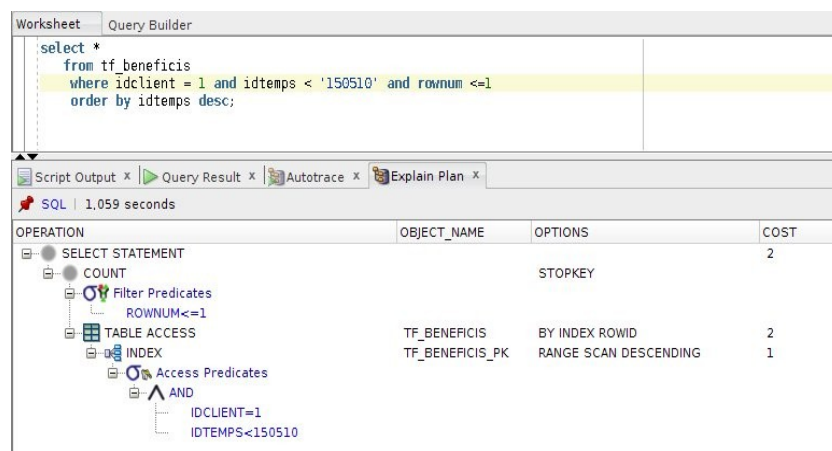 Worksheet Query Builder
select *
from tf_beneficis
where idclient = 1 and idtemps < '150510' and rownum <=1
order by idtemps desc;
Script Output x Query Result x Autotrace x Explain Plan x
SQL | 1,059 seconds
OPERATION OBJECT_NAME OPTIONS COST
SELECT STATEMENT 2
COUNT STOPKEY
Filter Predicates
ROWNUM<=1
TABLE ACCESS TF_BENEFICIS BY INDEX ROWID 2
INDEX TF_BENEFICIS_PK RANGE SCAN DESCENDING 1
Access Predicates
AND
IDCLIENT=1
IDTEMPS<150510